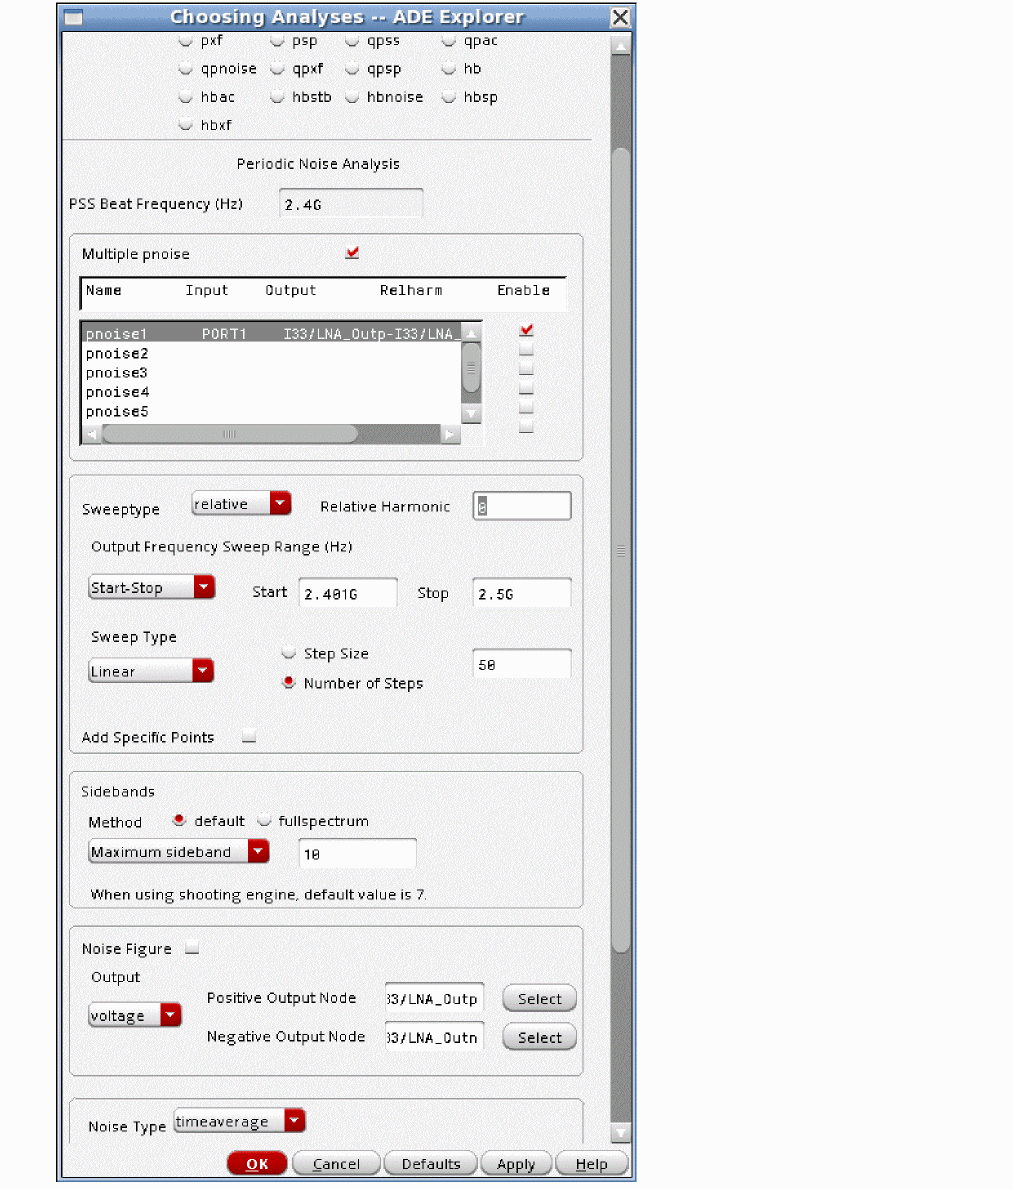 Choosing Analyses -- ADE Explorer
pxf psp qpss qpac
qpnoise qpxf qpsp hb
hbac hbstb hbnoise hbsp
hbxf
Periodic Noise Analysis
PSS Beat Frequency (Hz) 2.4G
Multiple pnoise
Name Input Output Relharm Enable
pnoise1 PORT1 I33/LNA_Outp-I33/LNA_
pnoise2
pnoise3
pnoise4
pnoise5
Sweeptype relative Relative Harmonic 0
Output Frequency Sweep Range (Hz)
Start-Stop Start 2.401G Stop 2.5G
Sweep Type
Linear Step Size 50
Number of Steps
Add Specific Points
Sidebands
Method default fullspectrum
Maximum sideband 10
When using shooting engine, default value is 7.
Noise Figure
Output
voltage
Positive Output Node 33/LNA_Outp Select
Negative Output Node 33/LNA_Outn Select
Noise Type timeaverage
OK Cancel Defaults Apply Help